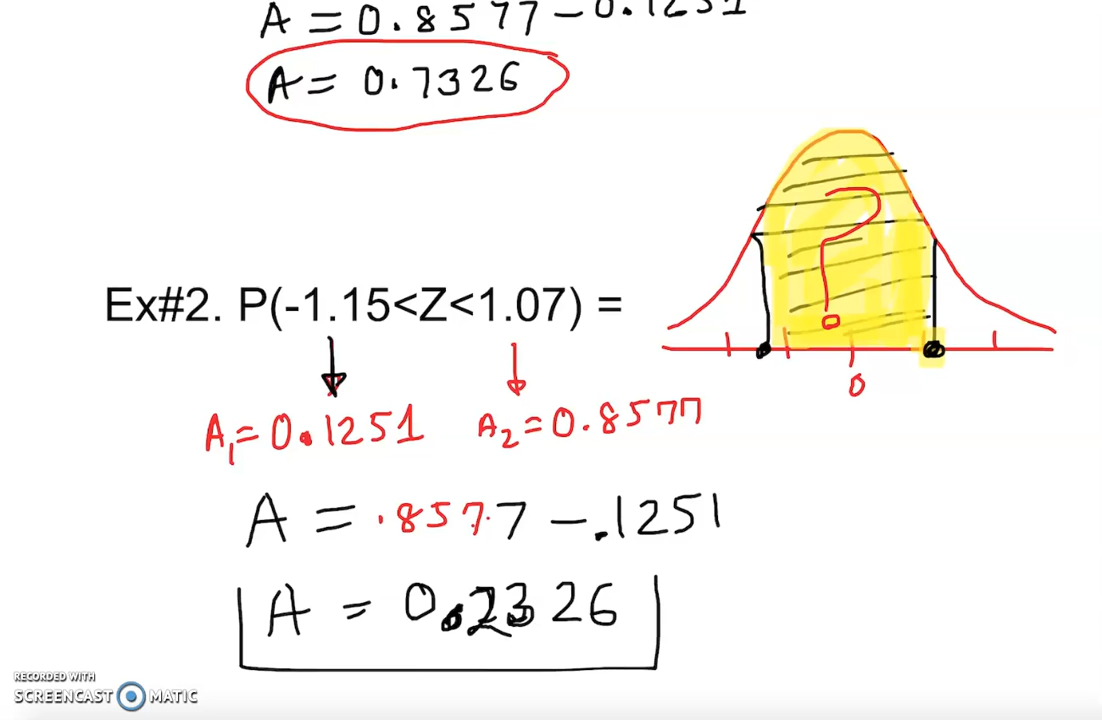 A = 0.8577 - 0.1251
A = 0.7326
Ex#2. P(-1.15<Z<1.07) =
?
0
A1 = 0.1251 A2 = 0.8577
A = .8577 - .1251
A = 0.2326
RECORDED WITH
SCREENCAST MATIC